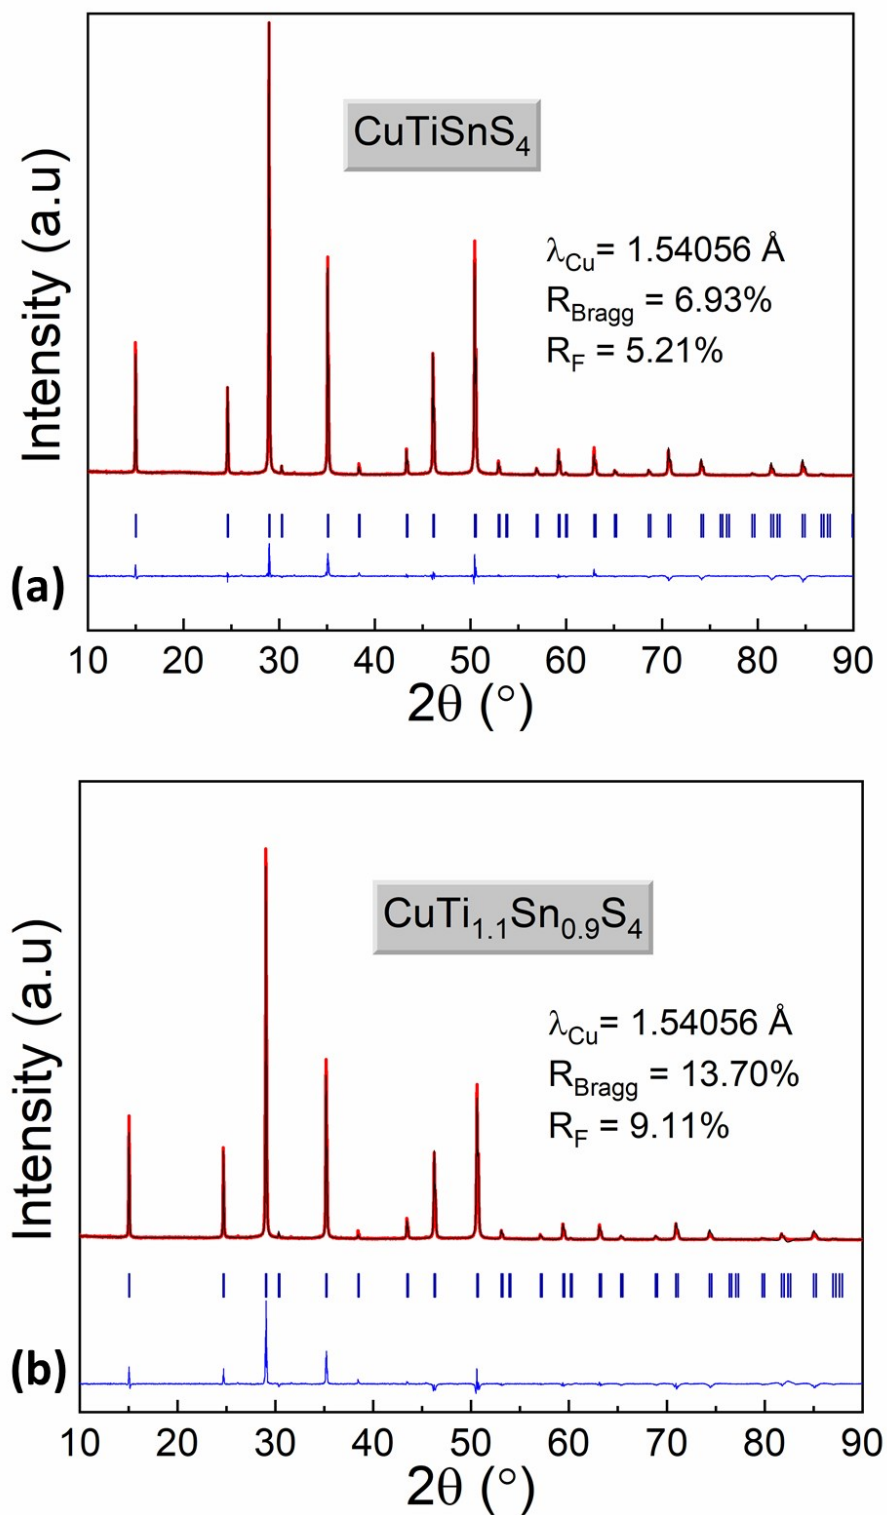 CuTiSnS₄
λCu= 1.54056 Å
RBragg = 6.93%
RF = 5.21%
Intensity (a.u)
(a)
10 20 30 40 50 60 70 80 90
2θ (°)
CuTi₁.₁Sn₀.₉S₄
λCu= 1.54056 Å
RBragg = 13.70%
RF = 9.11%
Intensity (a.u)
(b)
10 20 30 40 50 60 70 80 90
2θ (°)